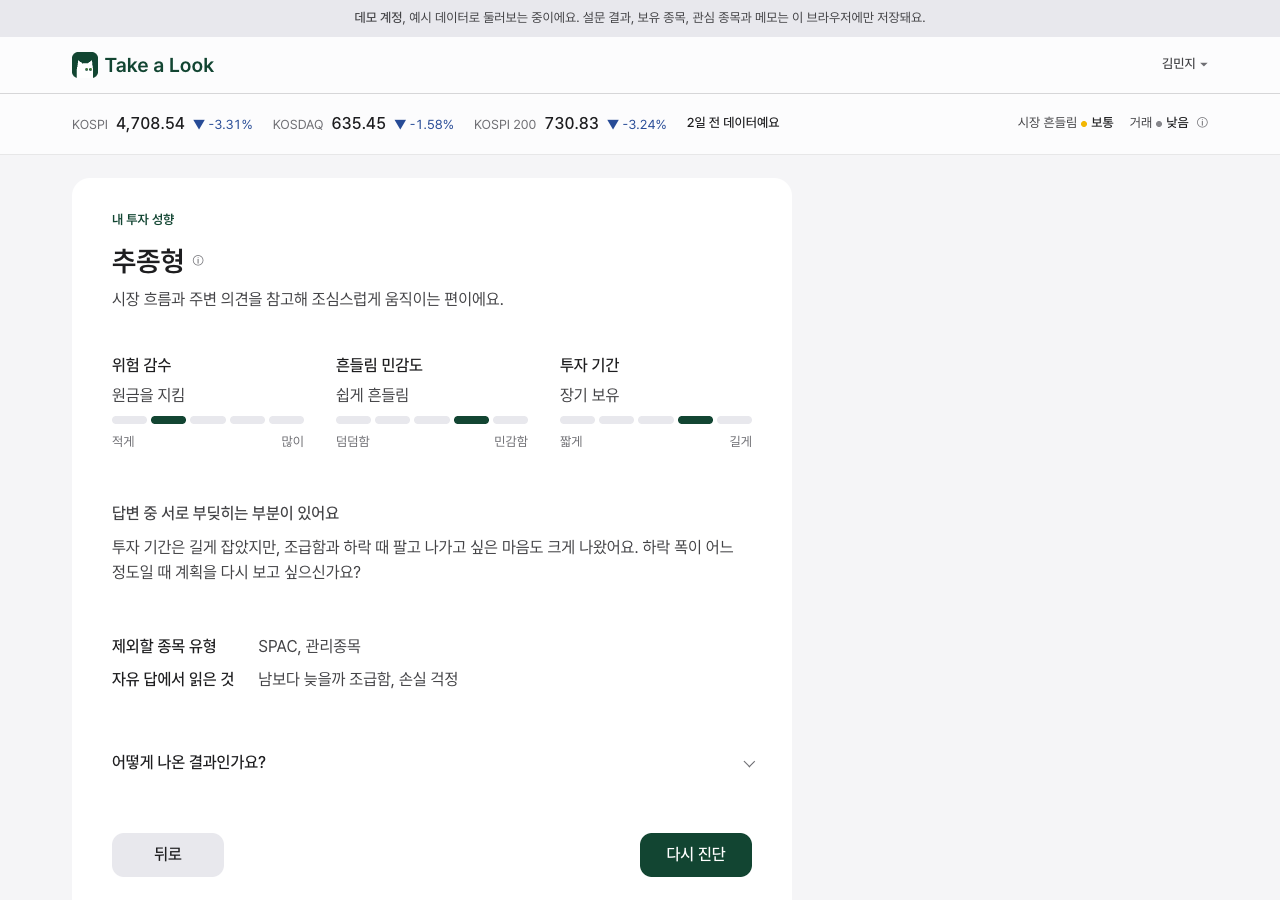 데모 계정, 예시 데이터로 둘러보는 중이에요. 설문 결과, 보유 종목, 관심 종목과 메모는 이 브라우저에만 저장돼요.
Take a Look
김민지
KOSPI 4,708.54 ▼ -3.31% KOSDAQ 635.45 ▼ -1.58% KOSPI 200 730.83 ▼ -3.24% 2일 전 데이터예요 시장 흔들림 보통 거래 낮음
내 투자 성향
추종형
시장 흐름과 주변 의견을 참고해 조심스럽게 움직이는 편이에요.
위험 감수 흔들림 민감도 투자 기간
원금을 지킴 쉽게 흔들림 장기 보유
적게 많이 덤덤함 민감함 짧게 길게
답변 중 서로 부딪히는 부분이 있어요
투자 기간은 길게 잡았지만, 조급함과 하락 때 팔고 나가고 싶은 마음도 크게 나왔어요. 하락 폭이 어느
정도일 때 계획을 다시 보고 싶으신가요?
제외할 종목 유형 SPAC, 관리종목
자유 답에서 읽은 것 남보다 늦을까 조급함, 손실 걱정
어떻게 나온 결과인가요?
뒤로 다시 진단